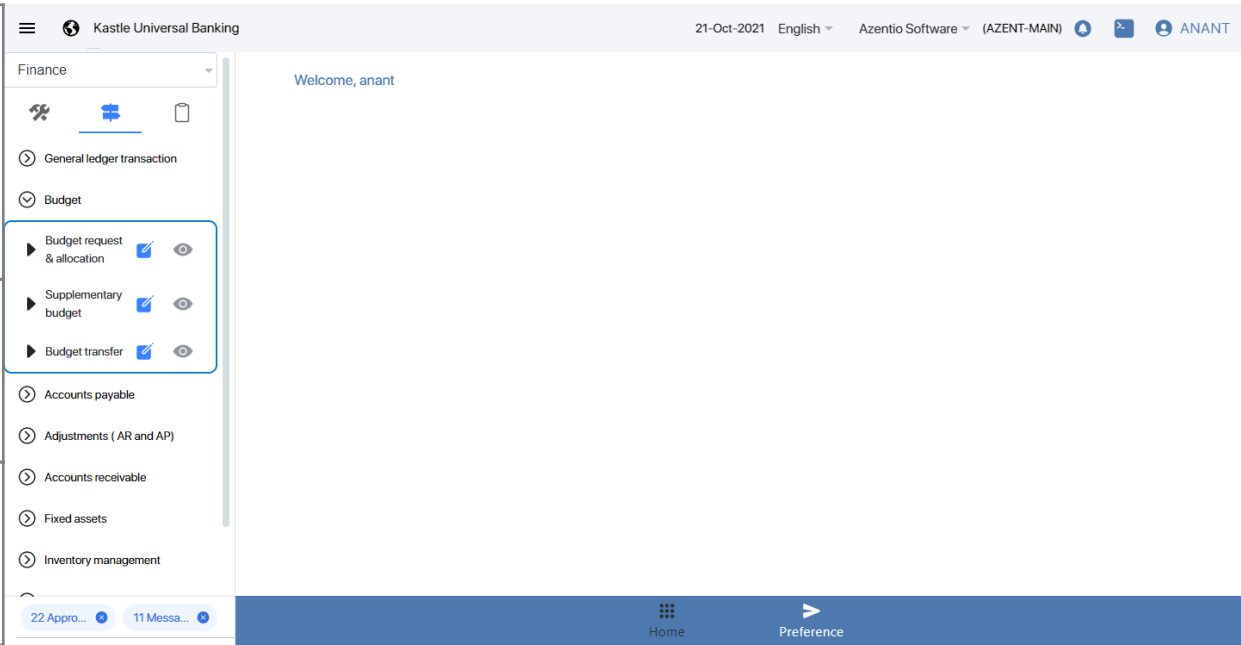 Kastle Universal Banking
21-Oct-2021 English Azentio Software (AZENT-MAIN) ANANT
Finance
Welcome, anant
General ledger transaction
Budget
Budget request
& allocation
Supplementary
budget
Budget transfer
Accounts payable
Adjustments ( AR and AP)
Accounts receivable
Fixed assets
Inventory management
22 Appro... 11 Messa...
Home Preference